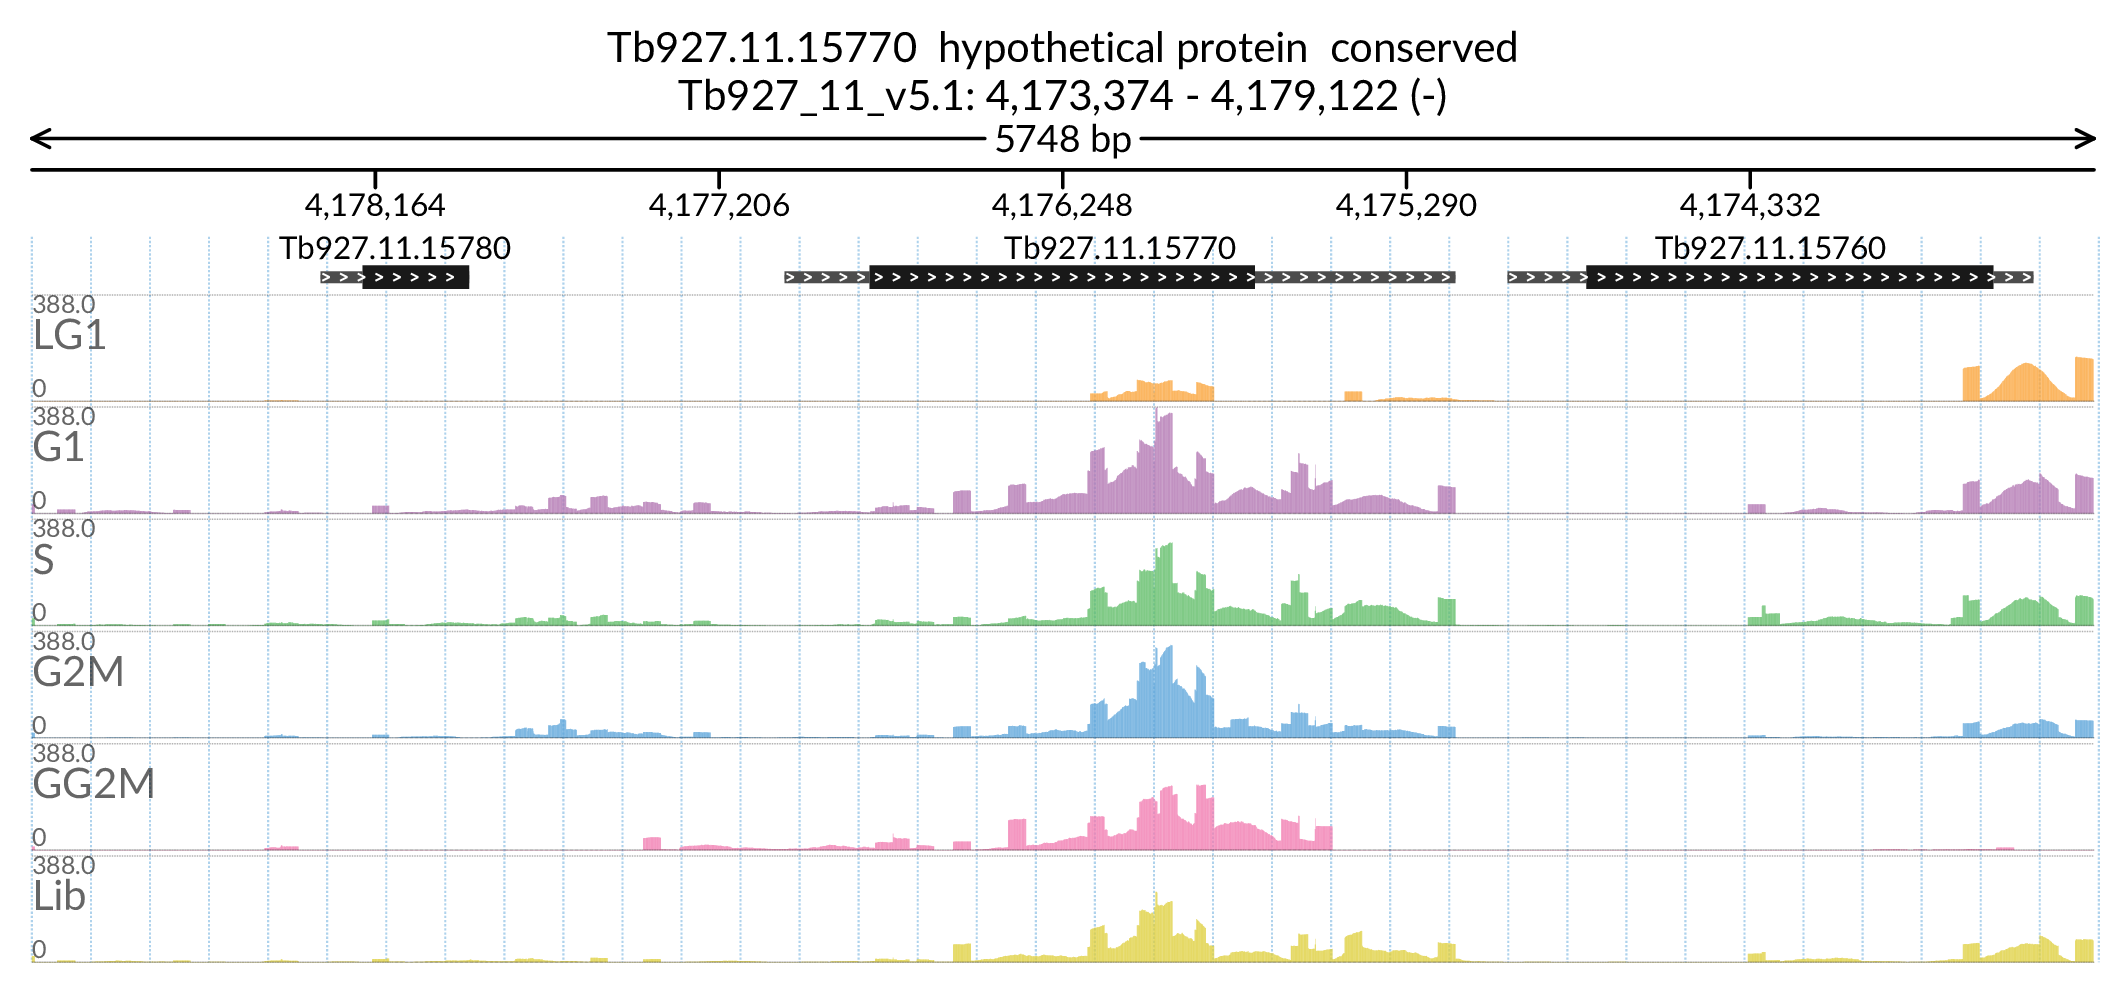 Tb927.11.15770  hypothetical protein  conserved
Tb927_11_v5.1: 4,173,374 - 4,179,122 (-)
5748 bp
4,178,164 4,177,206 4,176,248 4,175,290 4,174,332
Tb927.11.15780 Tb927.11.15770 Tb927.11.15760
388.0
LG1
0
388.0
G1
0
388.0
S
0
388.0
G2M
0
388.0
GG2M
0
388.0
Lib
0